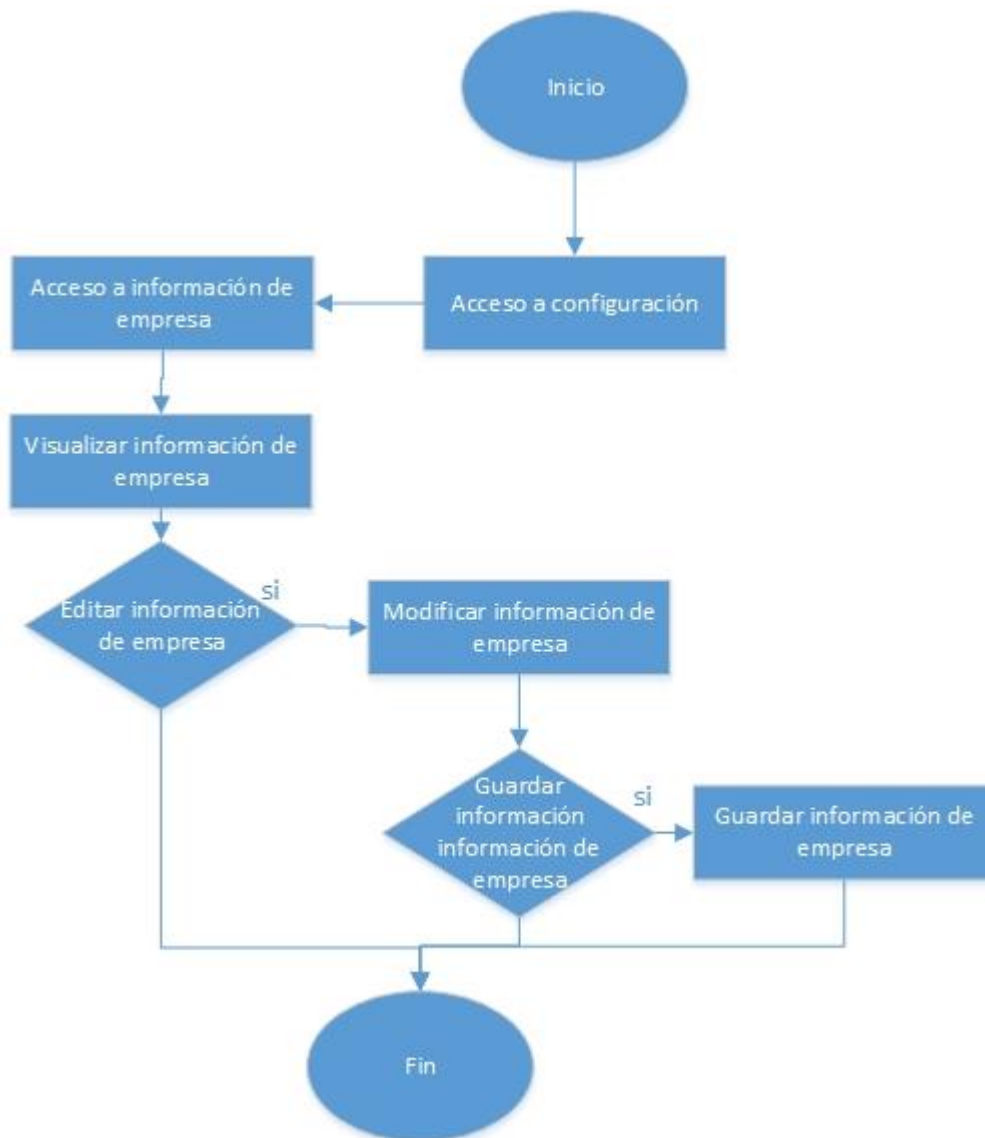 Inicio
Acceso a información de
empresa
Acceso a configuración
Visualizar información de
empresa
si
Editar información
de empresa
Modificar información de
empresa
Guardar
información
información de
empresa
si
Guardar información de
empresa
Fin